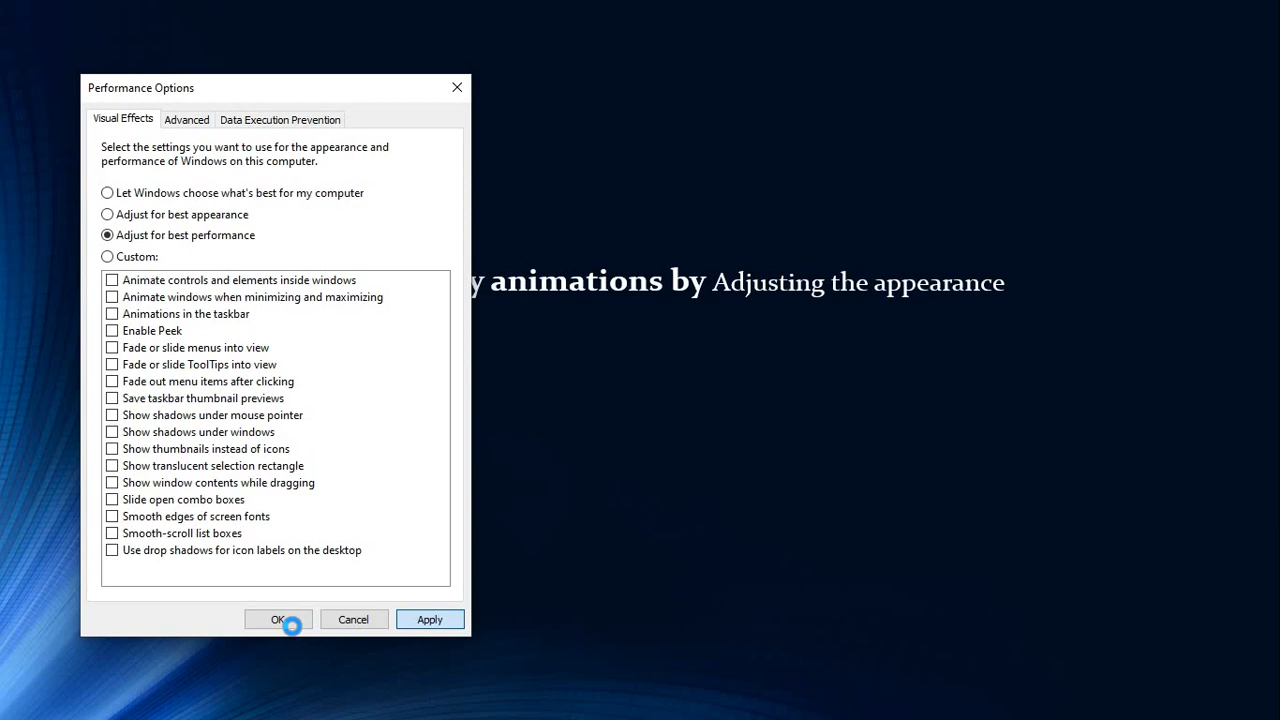 Performance Options
Visual Effects
Advanced
Data Execution Prevention
Select the settings you want to use for the appearance and
performance of Windows on this computer.
Let Windows choose what's best for my computer
Adjust for best appearance
Adjust for best performance
Custom:
y animations by Adjusting the appearance
Animate controls and elements inside windows
Animate windows when minimizing and maximizing
Animations in the taskbar
Enable Peek
Fade or slide menus into view
Fade or slide ToolTips into view
Fade out menu items after clicking
Save taskbar thumbnail previews
Show shadows under mouse pointer
Show shadows under windows
Show thumbnails instead of icons
Show translucent selection rectangle
Show window contents while dragging
Slide open combo boxes
Smooth edges of screen fonts
Smooth-scroll list boxes
Use drop shadows for icon labels on the desktop
OK
Cancel
Apply